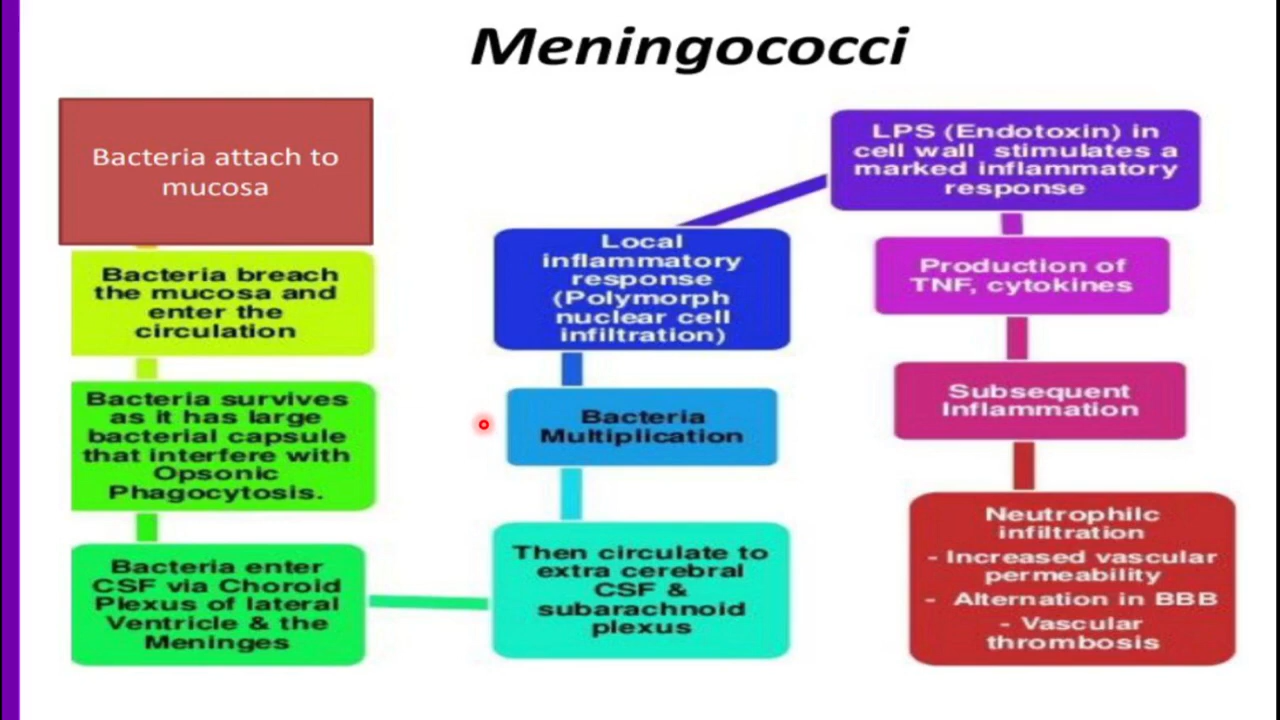 Meningococci
Bacteria attach to
mucosa
Bacteria breach
the mucosa and
enter the
circulation
Bacteria survives
as it has large
bacterial capsule
that interfere with
Opsonic
Phagocytosis.
Bacteria enter
CSF via Choroid
Plexus of lateral
Ventricle & the
Meninges
Then circulate to
extra cerebral
CSF &
subarachnoid
plexus
Bacteria
Multiplication
Local
inflammatory
response
(Polymorph
nuclear cell
infiltration)
LPS (Endotoxin) in
cell wall stimulates a
marked inflammatory
response
Production of
TNF, cytokines
Subsequent
Inflammation
Neutrophilc
infiltration
- Increased vascular
permeability
- Alternation in BBB
- Vascular
thrombosis